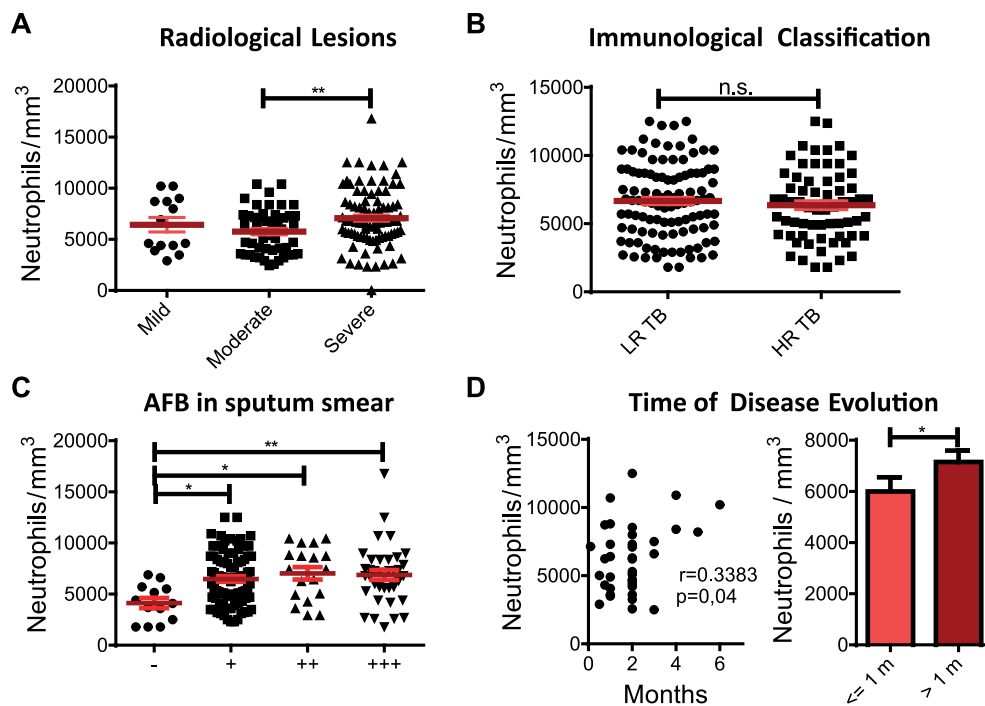 A
Radiological Lesions
Neutrophils/mm³
20000
15000
10000
5000
0
**
Mild
Moderate
Severe
B
Immunological Classification
Neutrophils/mm³
15000
10000
5000
0
n.s.
LR TB
HR TB
C
AFB in sputum smear
Neutrophils/mm³
20000
15000
10000
5000
0
**
*
*
-
+
++
+++
D
Time of Disease Evolution
Neutrophils/mm³
15000
10000
5000
0
r=0.3383
p=0,04
0
2
4
6
Months
Neutrophils / mm³
8000
6000
4000
2000
0
*
<= 1 m
> 1 m